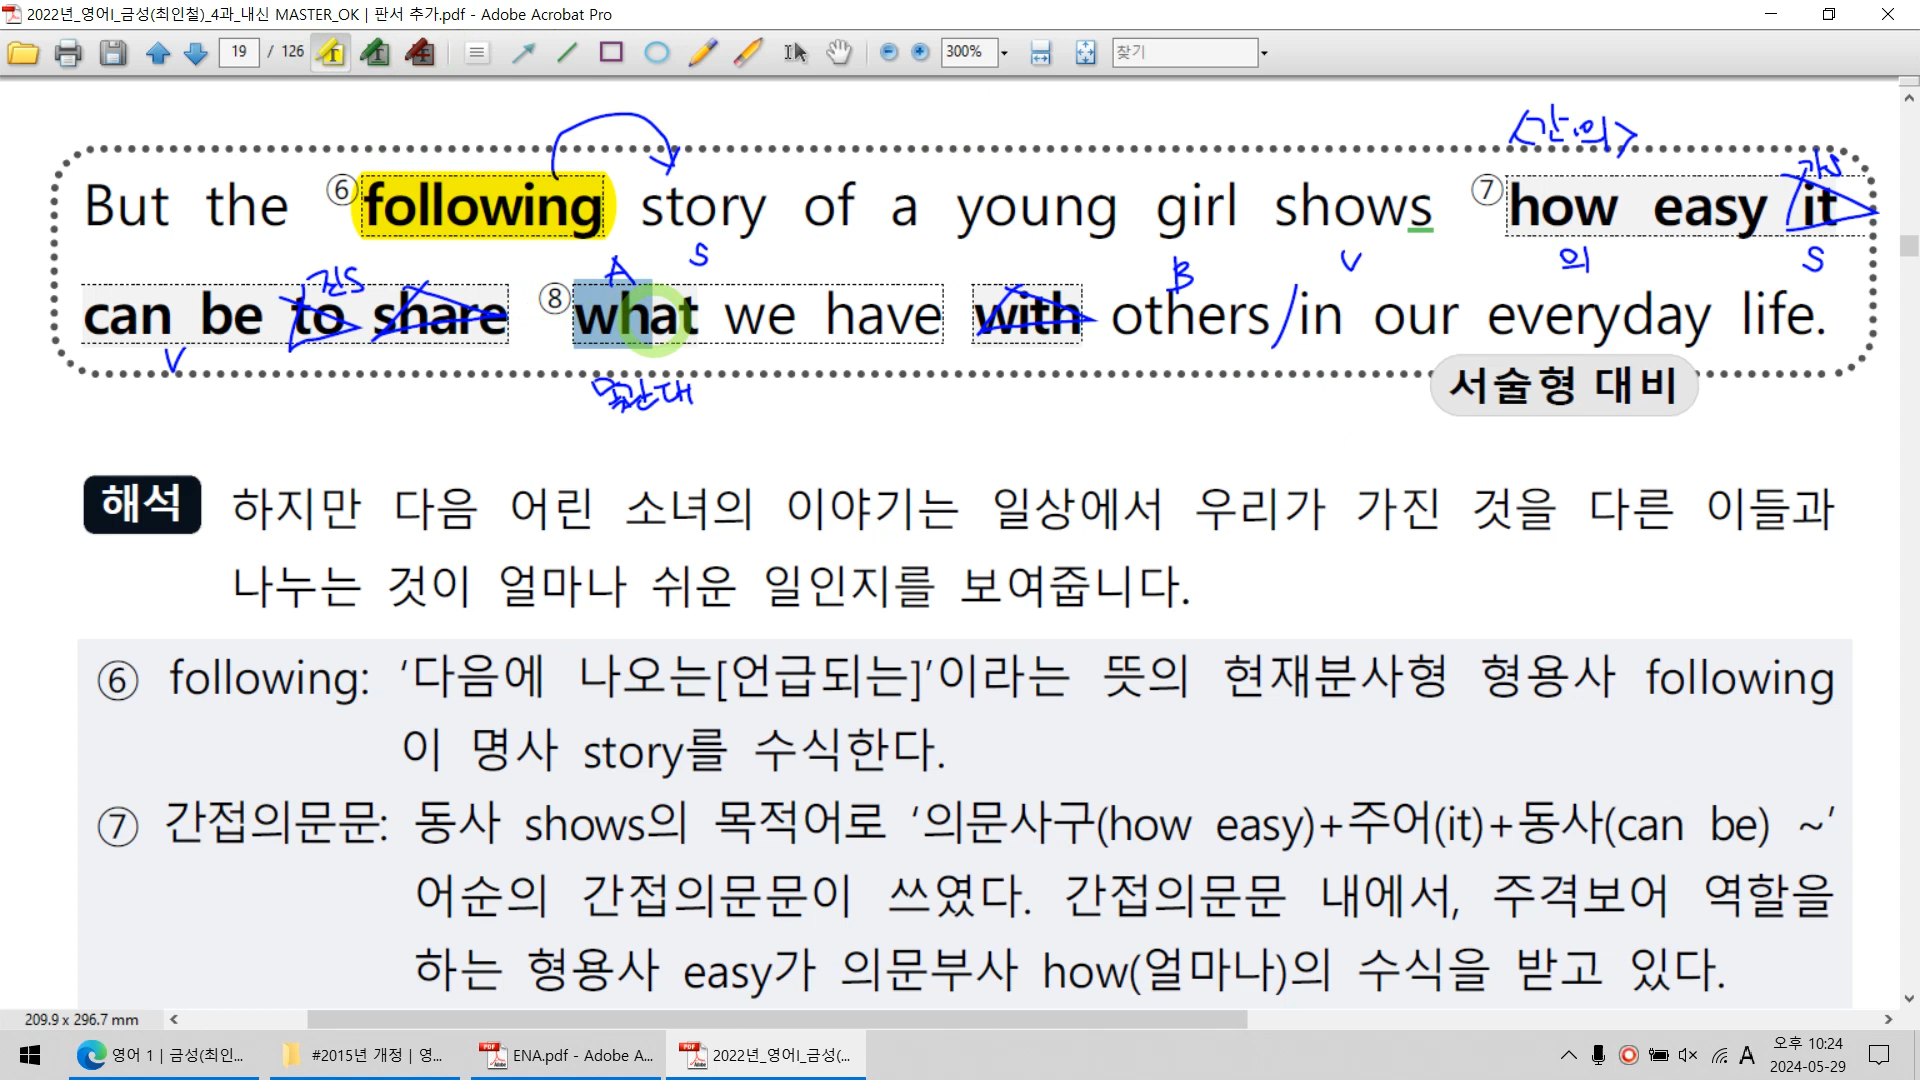 2022년_영어I_금성(최인철)_4과_내신 MASTER_OK | 판서 추가.pdf - Adobe Acrobat Pro
19 / 126 300% 찾기
<간.의>
But the ⑥following story of a young girl shows ⑦how easy it
S V 의 S
진S A B
can be to share ⑧what we have with others/in our everyday life.
V
목관대
서술형 대비
해석 하지만 다음 어린 소녀의 이야기는 일상에서 우리가 가진 것을 다른 이들과
나누는 것이 얼마나 쉬운 일인지를 보여줍니다.
⑥ following: ‘다음에 나오는[언급되는]’이라는 뜻의 현재분사형 형용사 following
이 명사 story를 수식한다.
⑦ 간접의문문: 동사 shows의 목적어로 ‘의문사구(how easy)+주어(it)+동사(can be) ~’
어순의 간접의문문이 쓰였다. 간접의문문 내에서, 주격보어 역할을
하는 형용사 easy가 의문부사 how(얼마나)의 수식을 받고 있다.
209.9 x 296.7 mm
영어 1 | 금성(최인... #2015년 개정 | 영... ENA.pdf - Adobe A... 2022년_영어I_금성(... A 오후 10:24
2024-05-29